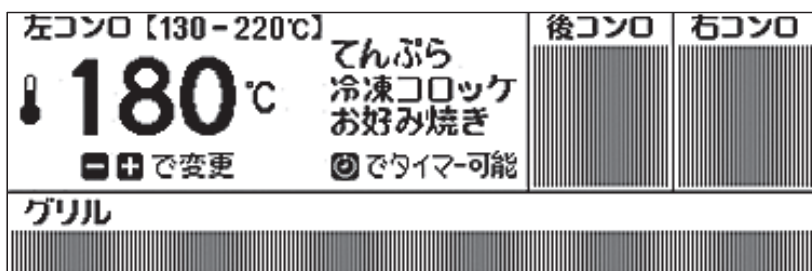 左コンロ【130-220℃】
180℃
てんぷら
冷凍コロッケ
お好み焼き
➖➕で変更
でタイマー可能
後コンロ
右コンロ
グリル